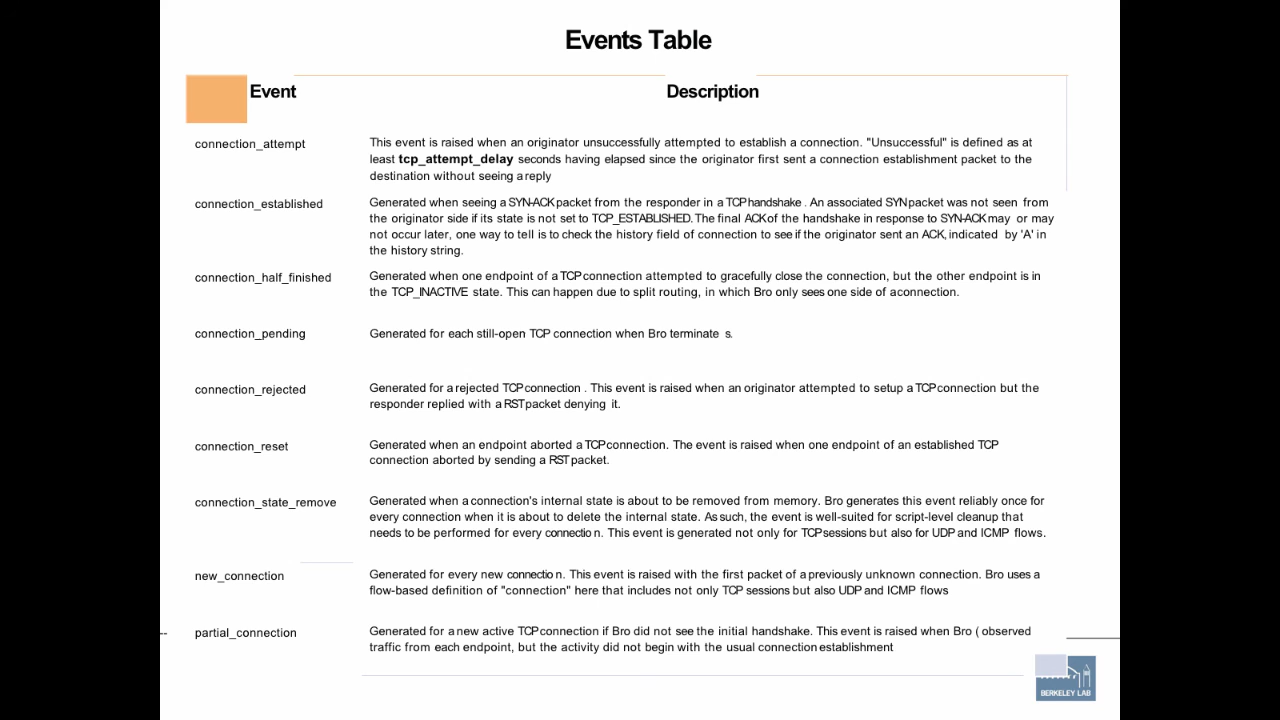 Events Table
Event Description
connection_attempt This event is raised when an originator unsuccessfully attempted to establish a connection. "Unsuccessful" is defined as at
least tcp_attempt_delay seconds having elapsed since the originator first sent a connection establishment packet to the
destination without seeing a reply
connection_established Generated when seeing a SYN-ACK packet from the responder in a TCP handshake . An associated SYN packet was not seen from
the originator side if its state is not set to TCP_ESTABLISHED. The final ACK of the handshake in response to SYN-ACK may or may
not occur later, one way to tell is to check the history field of connection to see if the originator sent an ACK, indicated by 'A' in
the history string.
connection_half_finished Generated when one endpoint of a TCP connection attempted to gracefully close the connection, but the other endpoint is in
the TCP_INACTIVE state. This can happen due to split routing, in which Bro only sees one side of aconnection.
connection_pending Generated for each still-open TCP connection when Bro terminate s.
connection_rejected Generated for a rejected TCP connection . This event is raised when an originator attempted to setup a TCP connection but the
responder replied with a RST packet denying it.
connection_reset Generated when an endpoint aborted a TCP connection. The event is raised when one endpoint of an established TCP
connection aborted by sending a RST packet.
connection_state_remove Generated when a connection's internal state is about to be removed from memory. Bro generates this event reliably once for
every connection when it is about to delete the internal state. As such, the event is well-suited for script-level cleanup that
needs to be performed for every connectio n. This event is generated not only for TCP sessions but also for UDP and ICMP flows.
new_connection Generated for every new connectio n. This event is raised with the first packet of a previously unknown connection. Bro uses a
flow-based definition of "connection" here that includes not only TCP sessions but also UDP and ICMP flows
partial_connection Generated for a new active TCP connection if Bro did not see the initial handshake. This event is raised when Bro ( observed
traffic from each endpoint, but the activity did not begin with the usual connection establishment
BERKELEY LAB